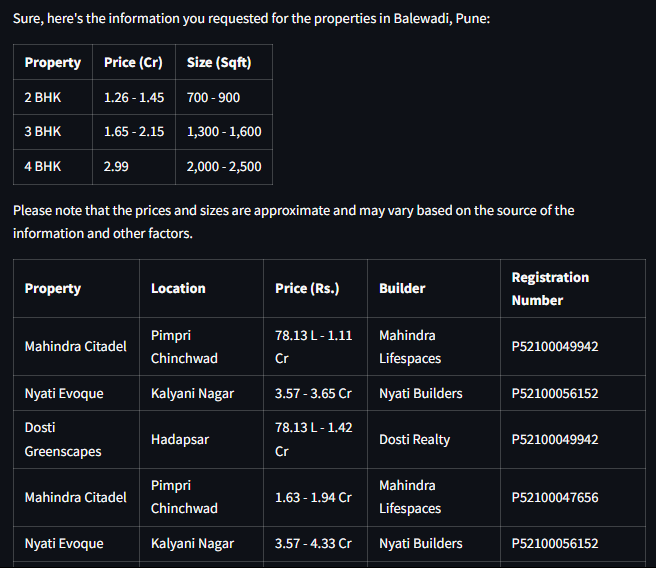 Sure, here's the information you requested for the properties in Balewadi, Pune:
Property Price (Cr) Size (Sqft)
2 BHK 1.26 - 1.45 700 - 900
3 BHK 1.65 - 2.15 1,300 - 1,600
4 BHK 2.99 2,000 - 2,500
Please note that the prices and sizes are approximate and may vary based on the source of the
information and other factors.
Property Location Price (Rs.) Builder Registration
Number
Mahindra Citadel Pimpri
Chinchwad 78.13 L - 1.11
Cr Mahindra
Lifespaces P52100049942
Nyati Evoque Kalyani Nagar 3.57 - 3.65 Cr Nyati Builders P52100056152
Dosti
Greenscapes Hadapsar 78.13 L - 1.42
Cr Dosti Realty P52100049942
Mahindra Citadel Pimpri
Chinchwad 1.63 - 1.94 Cr Mahindra
Lifespaces P52100047656
Nyati Evoque Kalyani Nagar 3.57 - 4.33 Cr Nyati Builders P52100056152